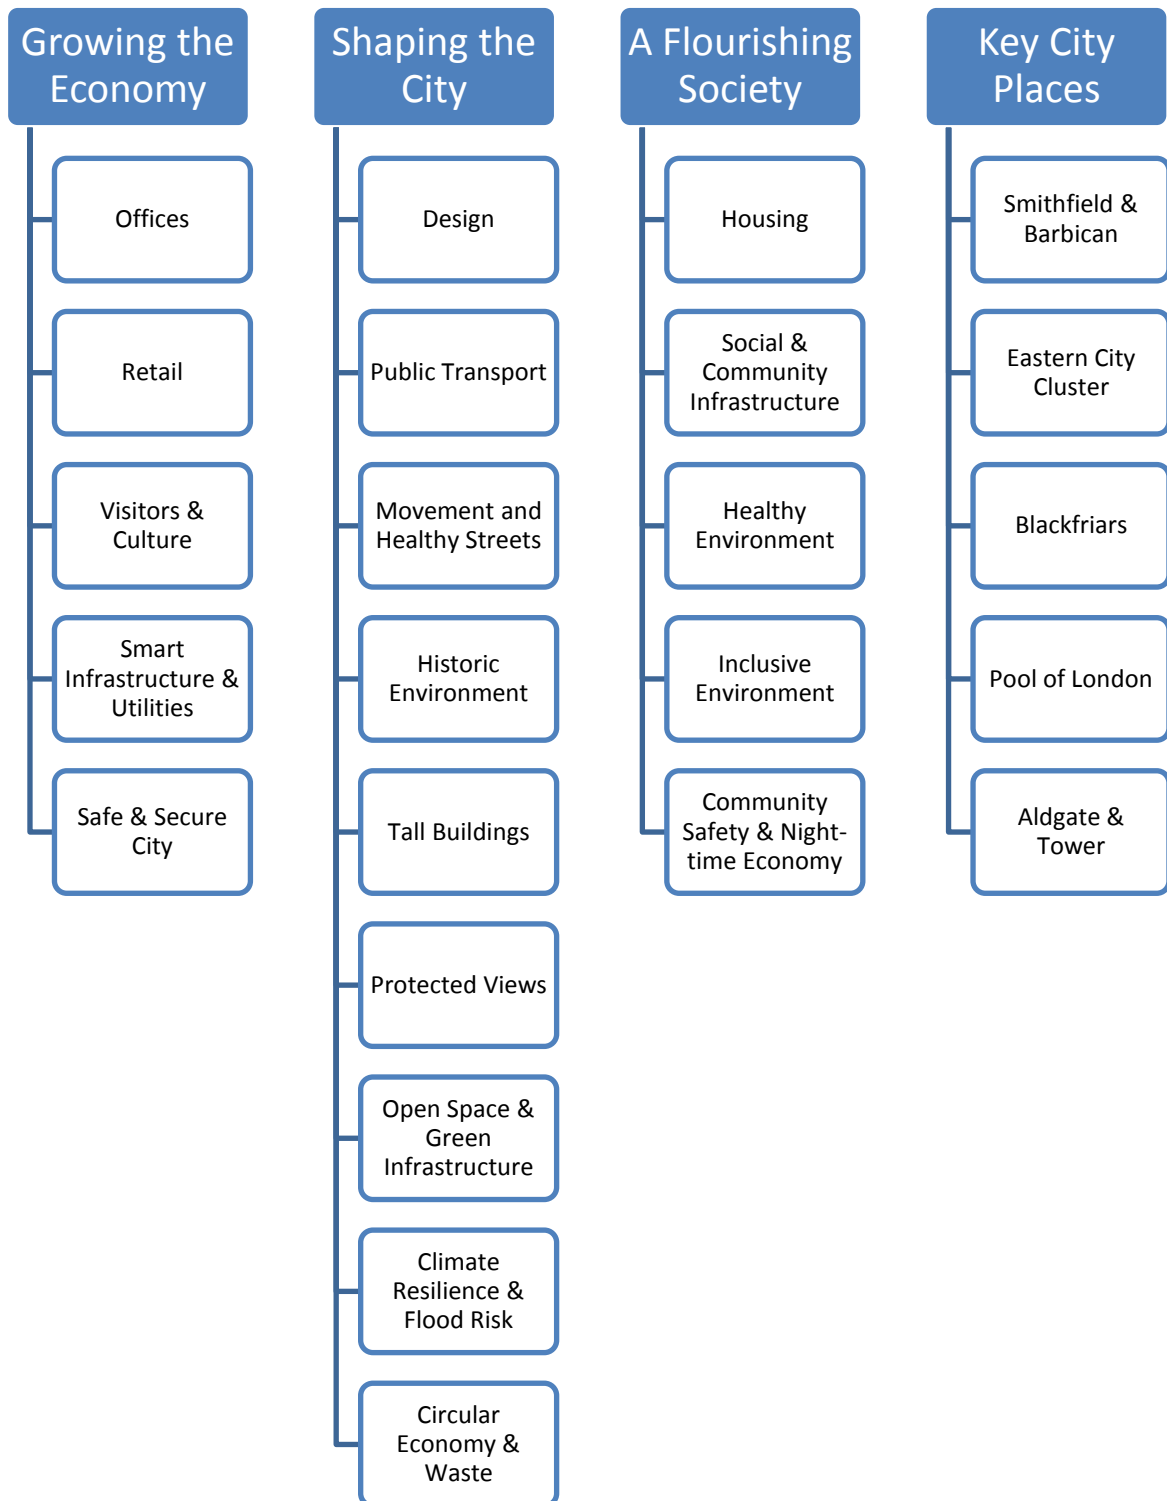 Growing the
Economy
Offices
Retail
Visitors &
Culture
Smart
Infrastructure &
Utilities
Safe & Secure
City
Shaping the
City
Design
Public Transport
Movement and
Healthy Streets
Historic
Environment
Tall Buildings
Protected Views
Open Space &
Green
Infrastructure
Climate
Resilience &
Flood Risk
Circular
Economy &
Waste
A Flourishing
Society
Housing
Social &
Community
Infrastructure
Healthy
Environment
Inclusive
Environment
Community
Safety & Night-
time Economy
Key City
Places
Smithfield &
Barbican
Eastern City
Cluster
Blackfriars
Pool of London
Aldgate &
Tower